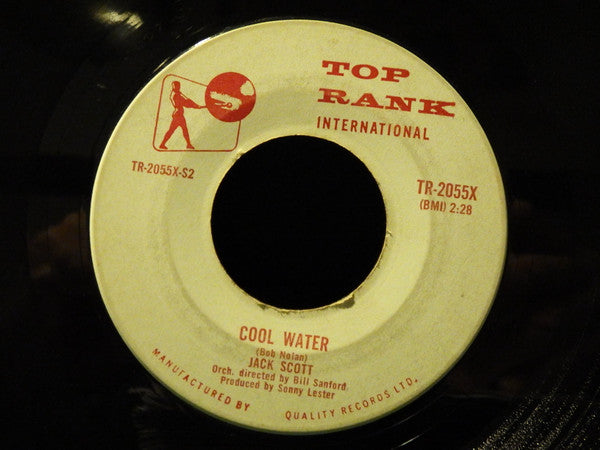 TOP
RANK
INTERNATIONAL
TR-2055X-S2
TR-2055X
(BMI) 2:28
COOL WATER
(Bob Nolan)
JACK SCOTT
Orch. directed by Bill Sanford
Produced by Sonny Lester
MANUFACTURED BY QUALITY RECORDS LTD.